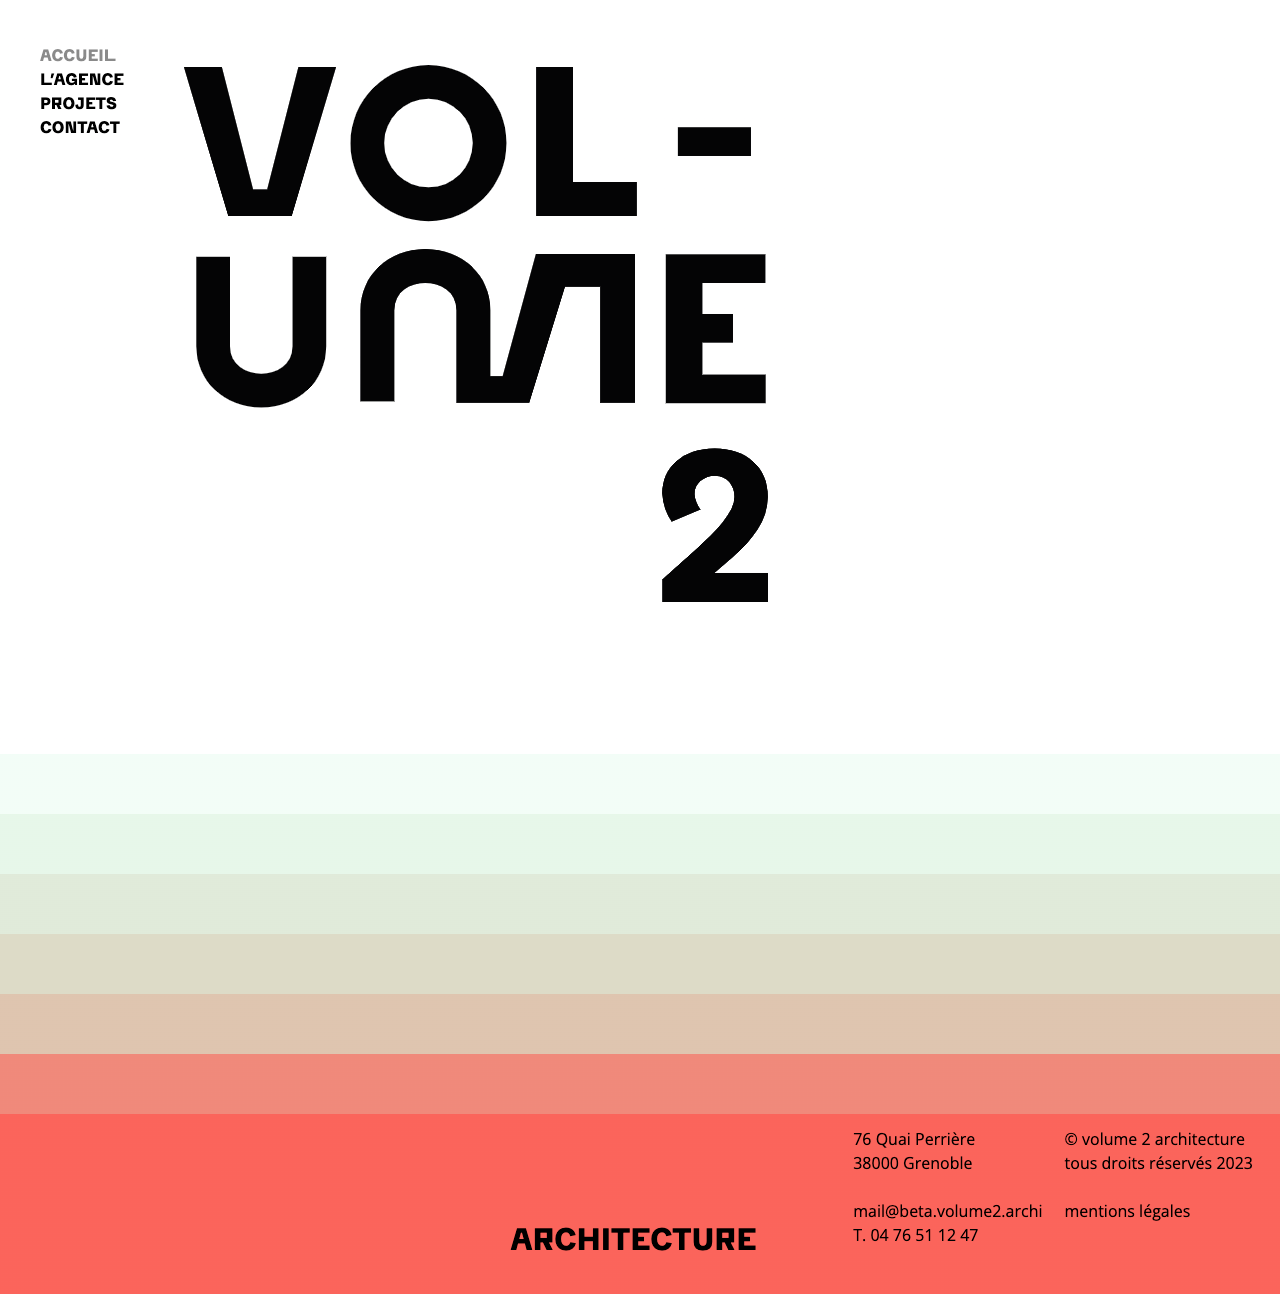 ACCUEIL
L'AGENCE
PROJETS
CONTACT
VOL-
UME
2
76 Quai Perrière
38000 Grenoble
mail@beta.volume2.archi
T. 04 76 51 12 47
© volume 2 architecture
tous droits réservés 2023
mentions légales
ARCHITECTURE